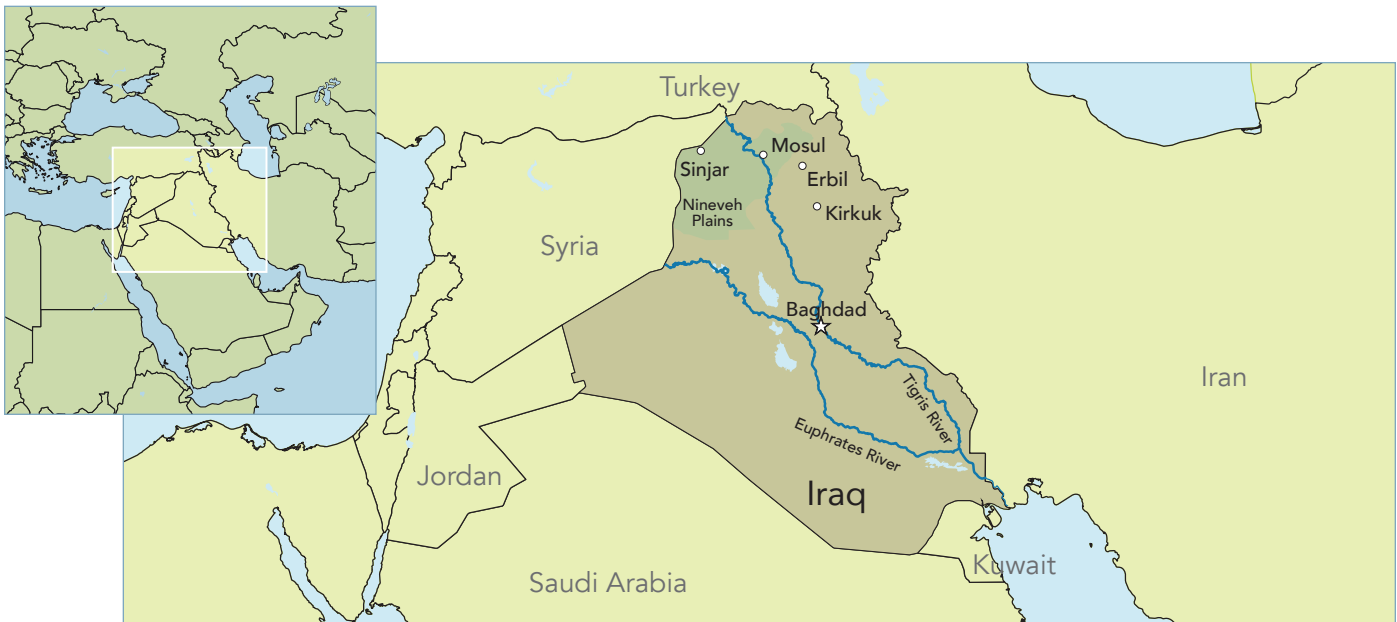 Turkey
Mosul
Sinjar
Erbil
Nineveh
Plains
Kirkuk
Syria
Baghdad
Iran
Tigris River
Euphrates River
Jordan
Iraq
Kuwait
Saudi Arabia